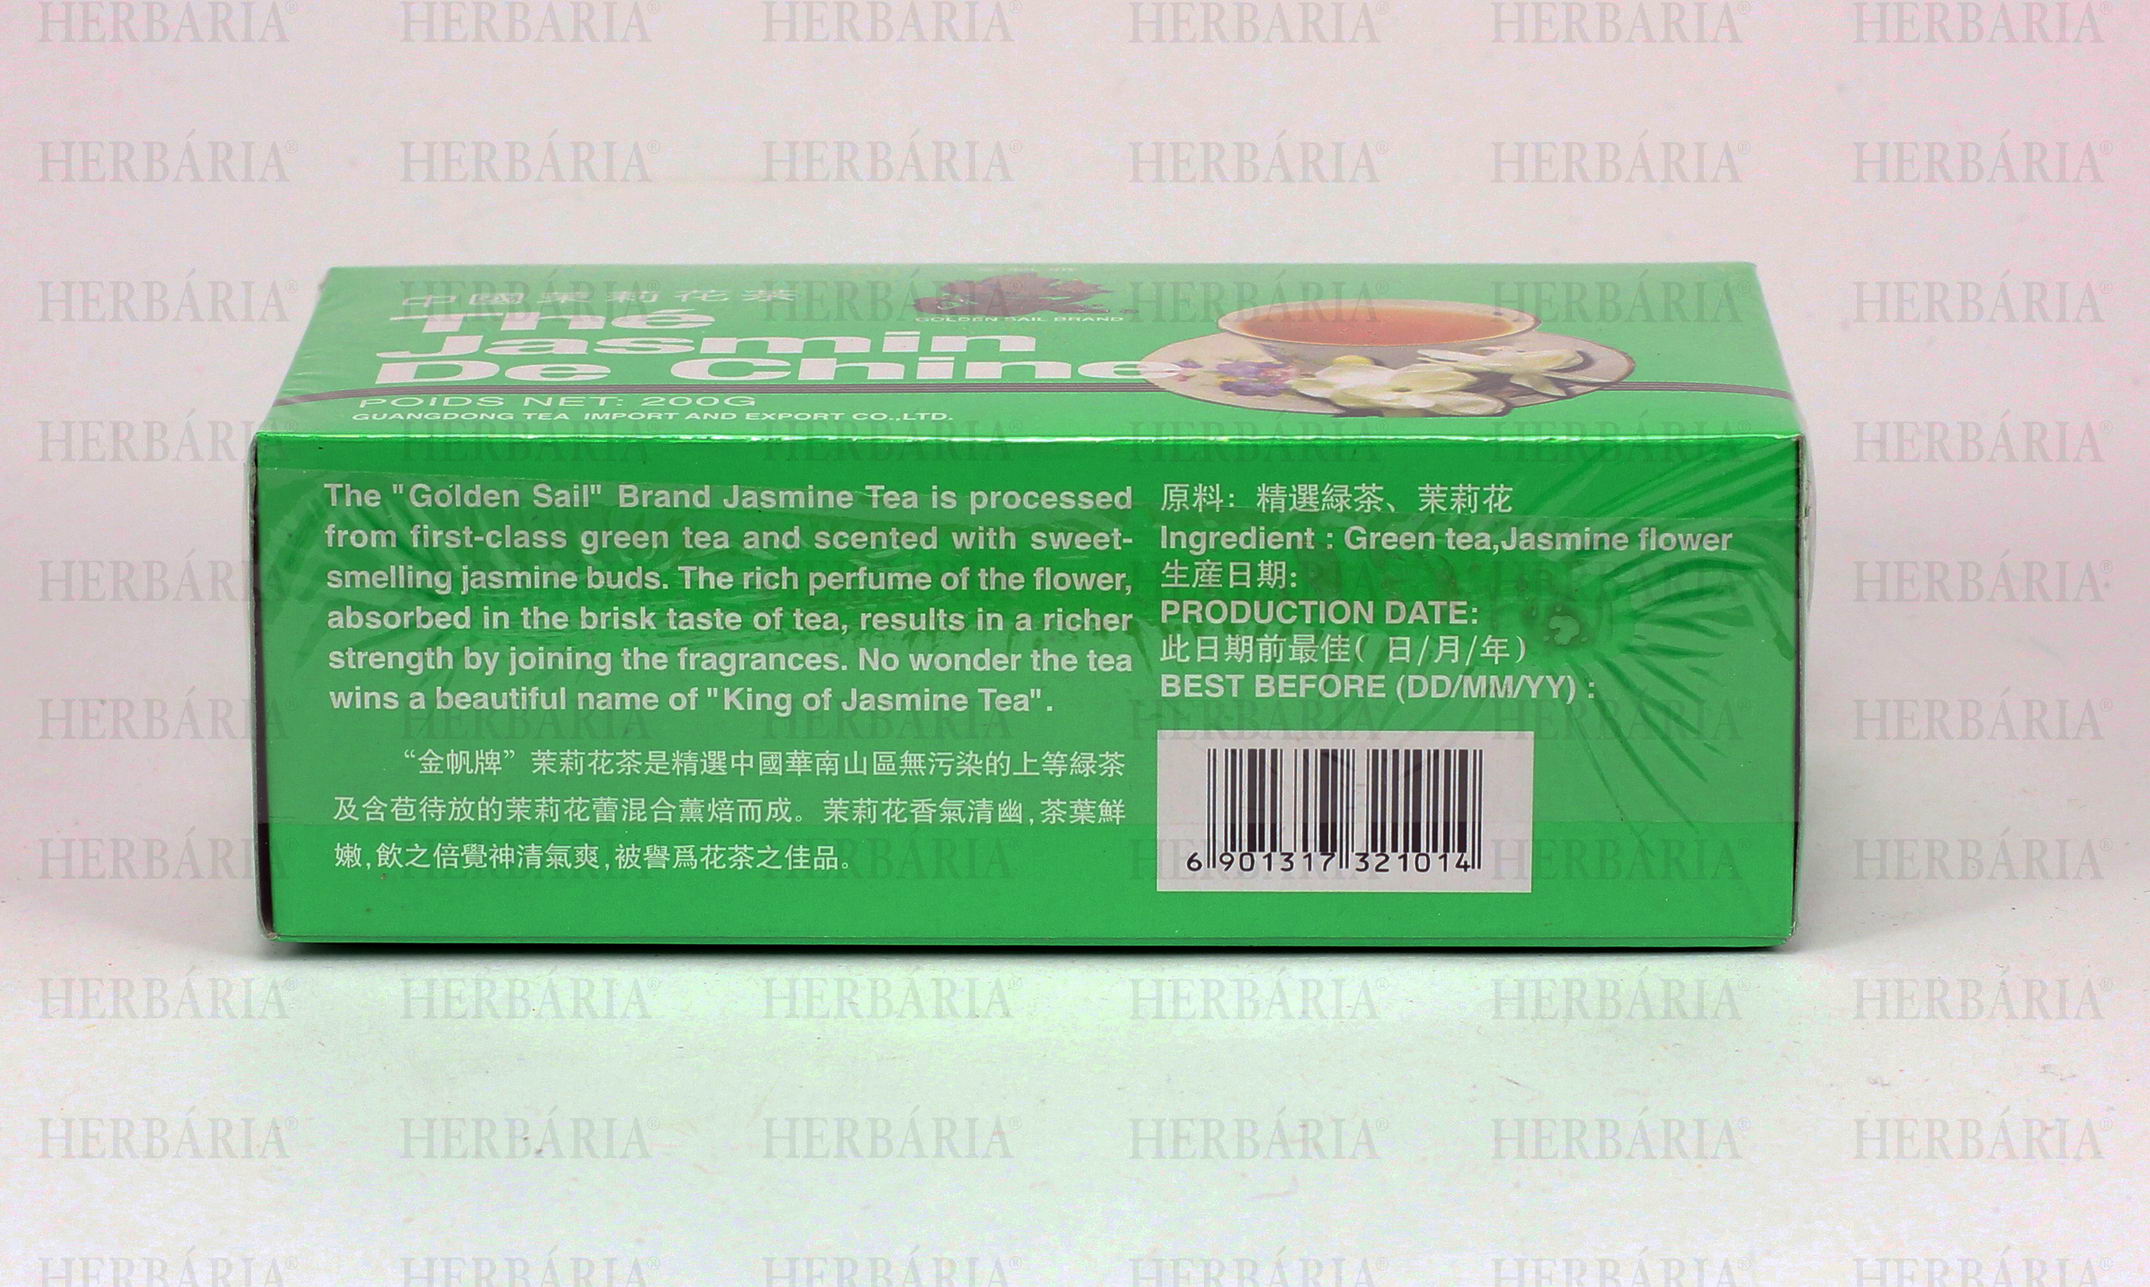 中國茉莉花茶
Thé
Jasmin
De Chine
GOLDEN SAIL BRAND
POIDS NET: 200G
GUANGDONG TEA IMPORT AND EXPORT CO.,LTD.
The "Golden Sail" Brand Jasmine Tea is processed
from first-class green tea and scented with sweet-
smelling jasmine buds. The rich perfume of the flower,
absorbed in the brisk taste of tea, results in a richer
strength by joining the fragrances. No wonder the tea
wins a beautiful name of "King of Jasmine Tea".
“金帆牌”茉莉花茶是精選中國華南山區無污染的上等緑茶
及含苞待放的茉莉花蕾混合薰焙而成。茉莉花香氣清幽,茶葉鮮
嫩,飲之倍覺神清氣爽,被譽爲花茶之佳品。
原料：精選緑茶、茉莉花
Ingredient : Green tea,Jasmine flower
生産日期:
PRODUCTION DATE:
此日期前最佳( 日/月/年)
BEST BEFORE (DD/MM/YY) :
6 901317 321014
HERBÁRIA® HERBÁRIA® HERBÁRIA® HERBÁRIA® HERBÁRIA® HERBÁRIA®